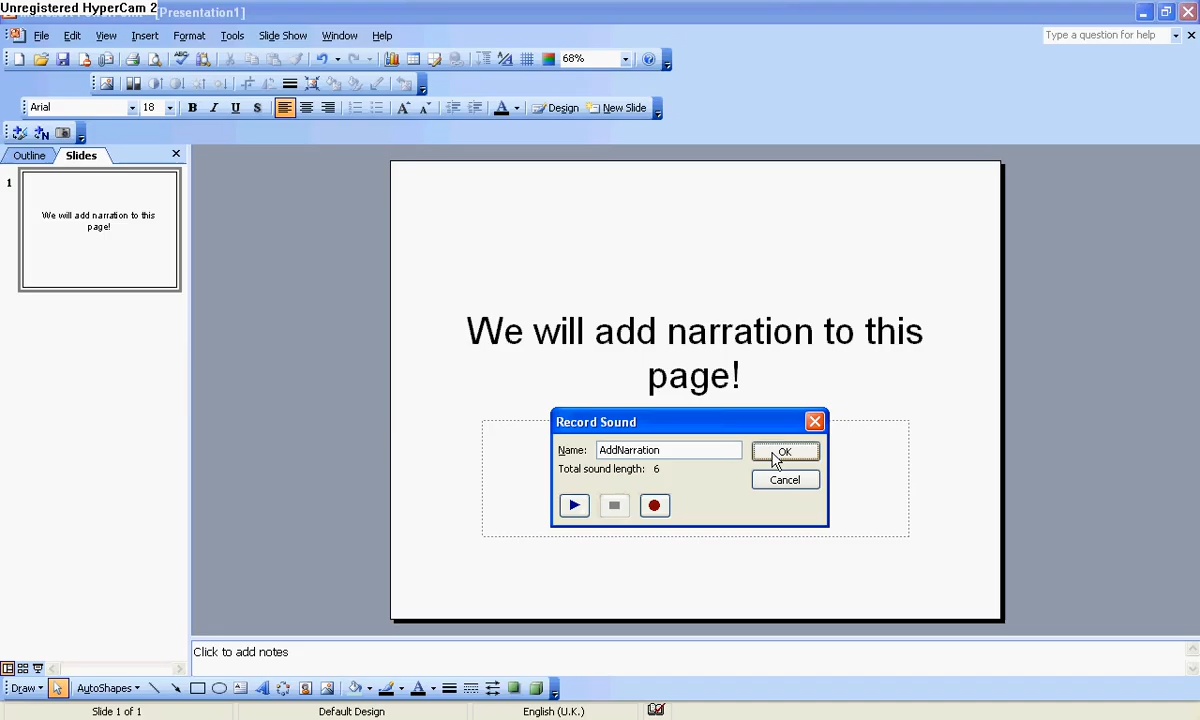 Unregistered HyperCam 2
[Presentation1]
File Edit View Insert Format Tools Slide Show Window Help
Type a question for help
68%
Arial 18 B I U S A A A Design New Slide
N
Outline Slides
1
We will add narration to this
page!
We will add narration to this
page!
Record Sound
Name: AddNarration
OK
Total sound length: 6
Cancel
Click to add notes
Draw AutoShapes A
Slide 1 of 1 Default Design English (U.K.)